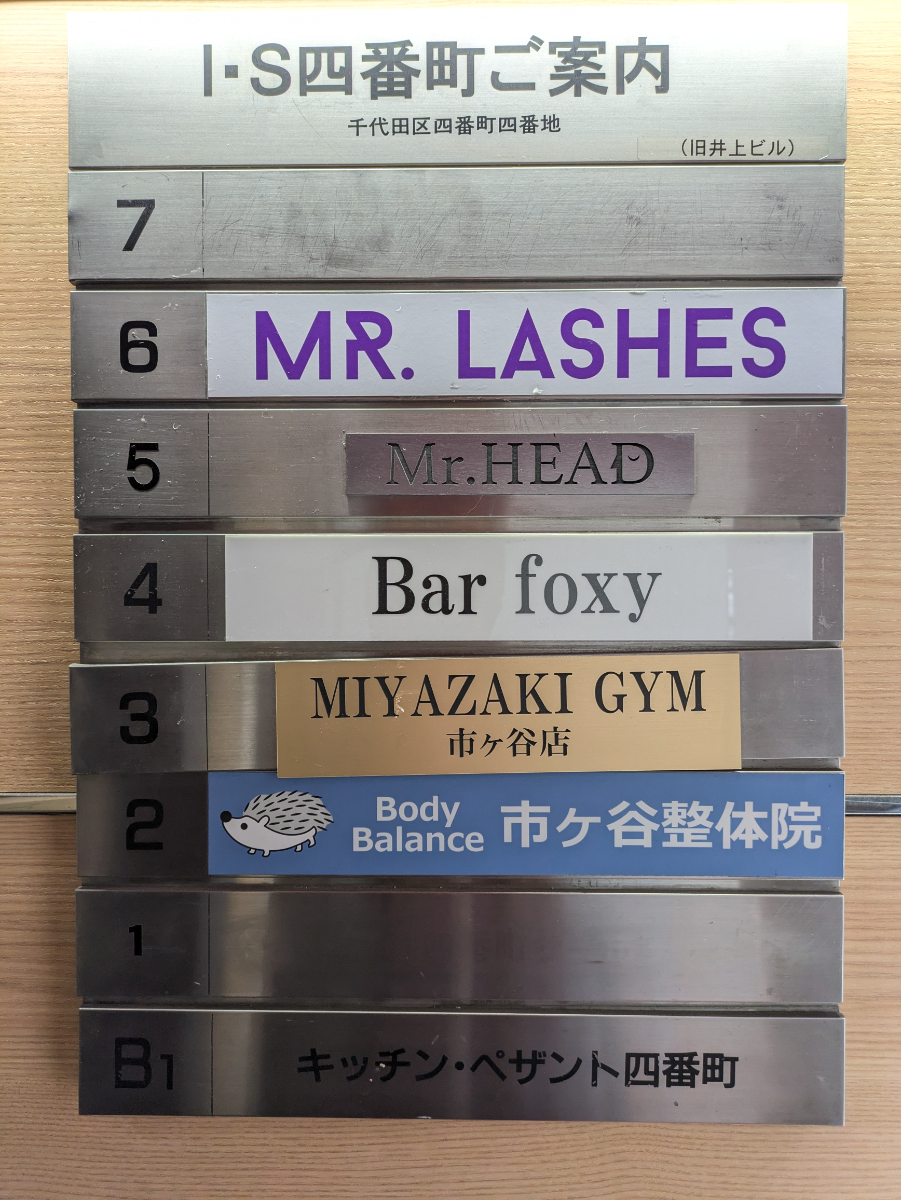 I・S四番町ご案内
千代田区四番町四番地
（旧井上ビル）
7
6 MR. LASHES
5 Mr.HEAD
4 Bar foxy
3 MIYAZAKI GYM
市ヶ谷店
2 Body Balance 市ヶ谷整体院
1
B1 キッチン・ペザント四番町